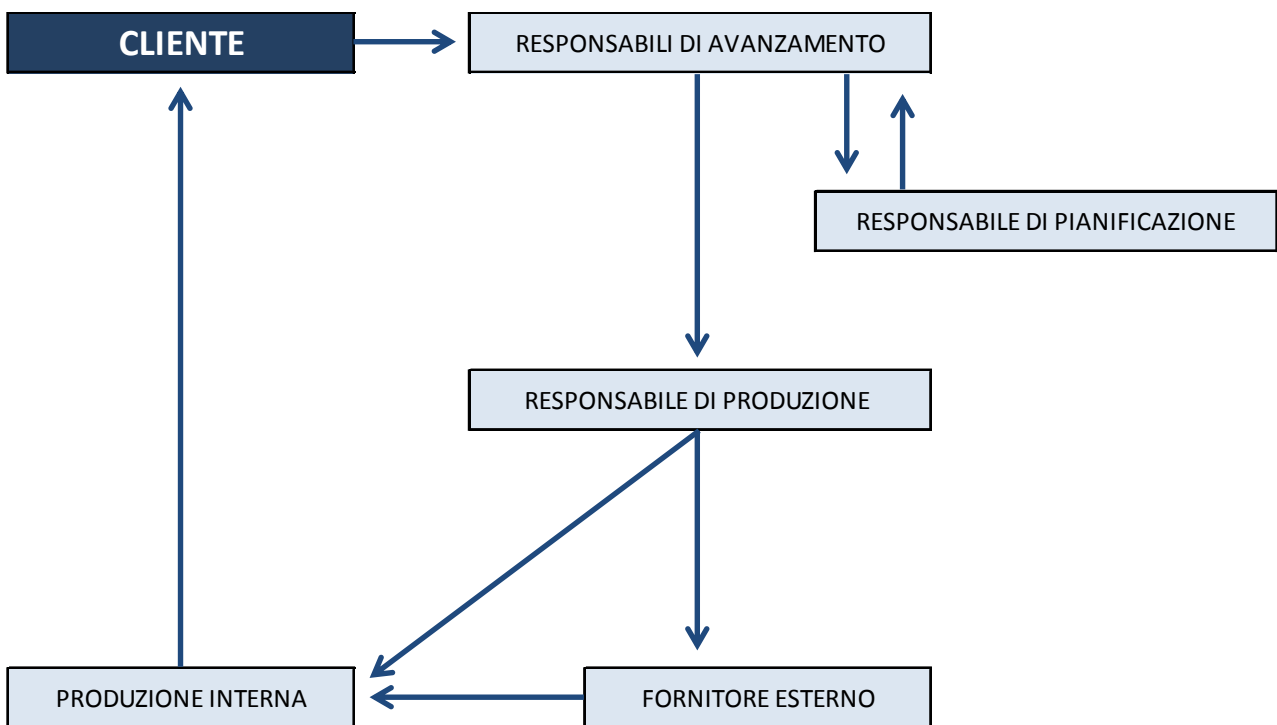 CLIENTE
RESPONSABILI DI AVANZAMENTO
RESPONSABILE DI PIANIFICAZIONE
RESPONSABILE DI PRODUZIONE
PRODUZIONE INTERNA
FORNITORE ESTERNO